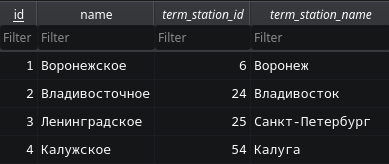 id name term_station_id term_station_name
Filter Filter Filter Filter
1 Воронежское 6 Воронеж
2 Владивосточное 24 Владивосток
3 Ленинградское 25 Санкт-Петербург
4 Калужское 54 Калуга